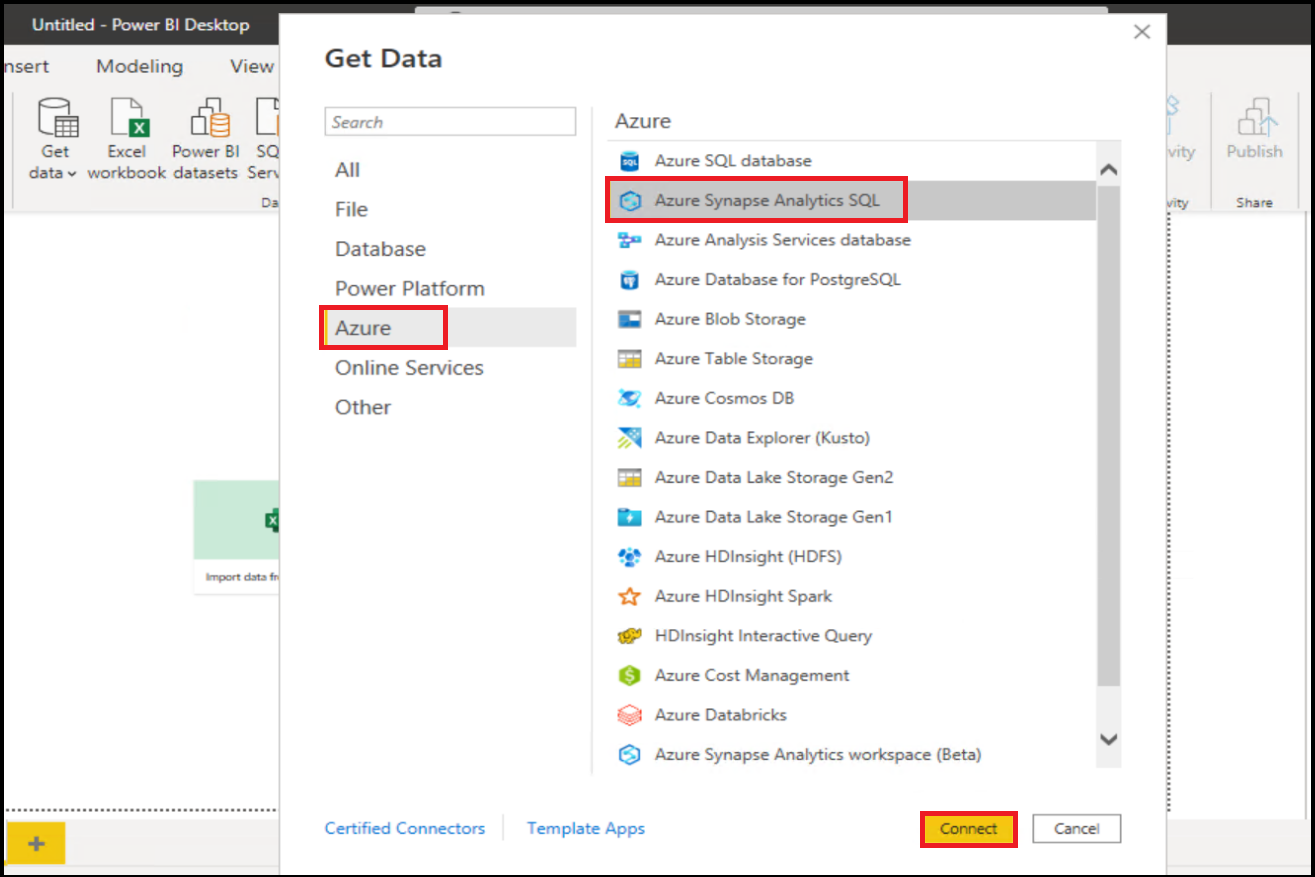 Untitled - Power BI Desktop
nsert Modeling View
Get data
Excel workbook
Power BI datasets
SQ Serv
Da
vity
Publish
vity
Share
Import data fr
Get Data
Search
All
File
Database
Power Platform
Azure
Online Services
Other
Azure
Azure SQL database
Azure Synapse Analytics SQL
Azure Analysis Services database
Azure Database for PostgreSQL
Azure Blob Storage
Azure Table Storage
Azure Cosmos DB
Azure Data Explorer (Kusto)
Azure Data Lake Storage Gen2
Azure Data Lake Storage Gen1
Azure HDInsight (HDFS)
Azure HDInsight Spark
HDInsight Interactive Query
Azure Cost Management
Azure Databricks
Azure Synapse Analytics workspace (Beta)
Certified Connectors
Template Apps
Connect
Cancel